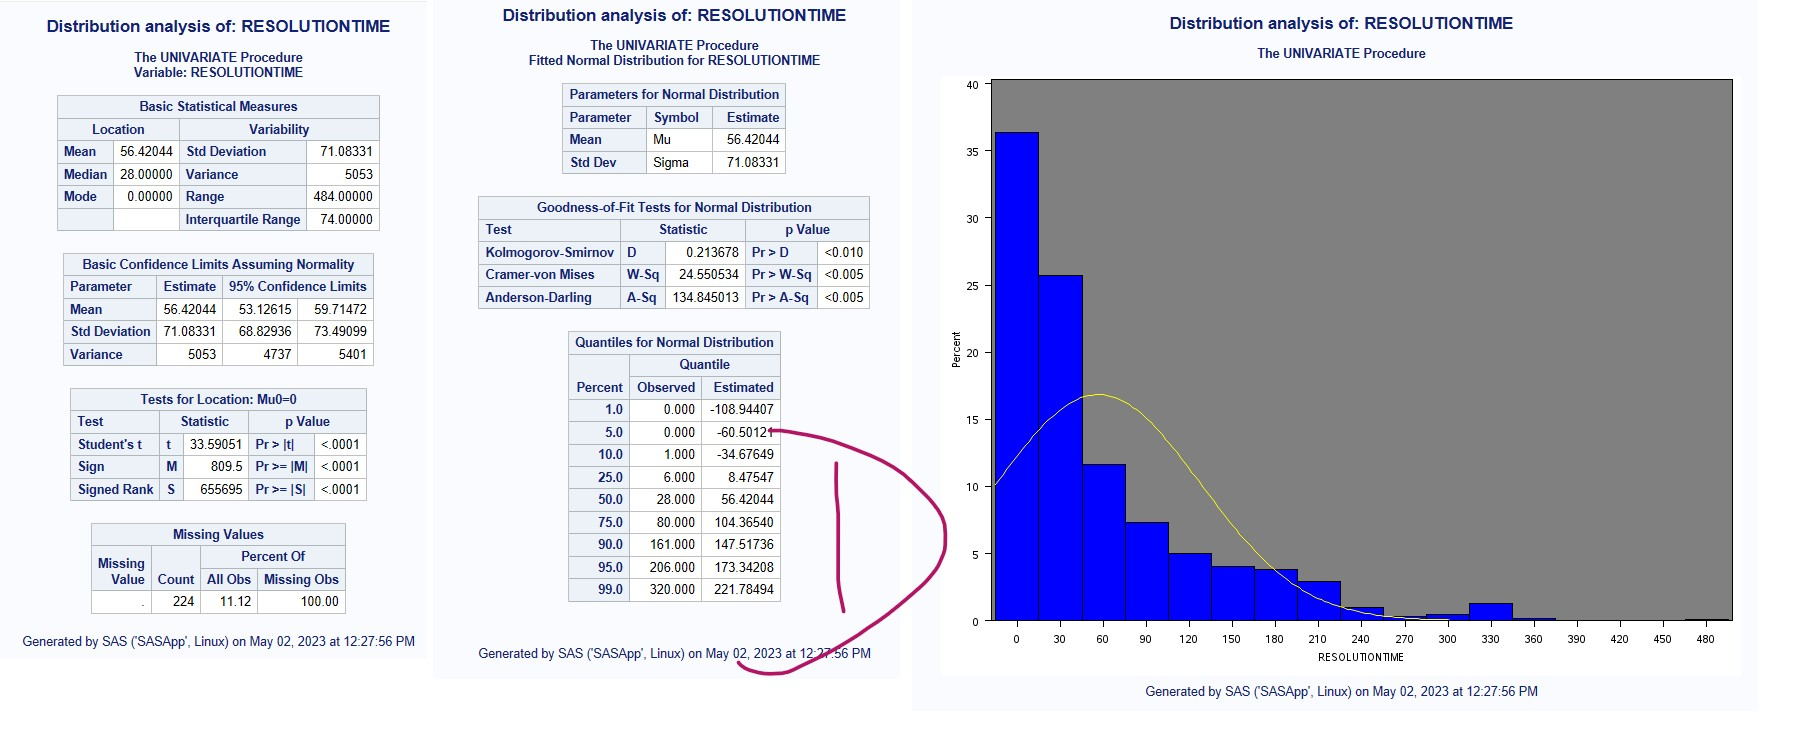 Distribution analysis of: RESOLUTIONTIME
The UNIVARIATE Procedure
Variable: RESOLUTIONTIME
Basic Statistical Measures
Location Variability
Mean 56.42044 Std Deviation 71.08331
Median 28.00000 Variance 5053
Mode 0.00000 Range 484.00000
Interquartile Range 74.00000
Basic Confidence Limits Assuming Normality
Parameter Estimate 95% Confidence Limits
Mean 56.42044 53.12615 59.71472
Std Deviation 71.08331 68.82936 73.49099
Variance 5053 4737 5401
Tests for Location: Mu0=0
Test Statistic p Value
Student's t t 33.59051 Pr > |t| <.0001
Sign M 809.5 Pr >= |M| <.0001
Signed Rank S 655695 Pr >= |S| <.0001
Missing Values
Percent Of
Missing Value Count All Obs Missing Obs
. 224 11.12 100.00
Generated by SAS ('SASApp', Linux) on May 02, 2023 at 12:27:56 PM
Distribution analysis of: RESOLUTIONTIME
The UNIVARIATE Procedure
Fitted Normal Distribution for RESOLUTIONTIME
Parameters for Normal Distribution
Parameter Symbol Estimate
Mean Mu 56.42044
Std Dev Sigma 71.08331
Goodness-of-Fit Tests for Normal Distribution
Test Statistic p Value
Kolmogorov-Smirnov D 0.213678 Pr > D <0.010
Cramer-von Mises W-Sq 24.550534 Pr > W-Sq <0.005
Anderson-Darling A-Sq 134.845013 Pr > A-Sq <0.005
Quantiles for Normal Distribution
Quantile
Percent Observed Estimated
1.0 0.000 -108.94407
5.0 0.000 -60.50121
10.0 1.000 -34.67649
25.0 6.000 8.47547
50.0 28.000 56.42044
75.0 80.000 104.36540
90.0 161.000 147.51736
95.0 206.000 173.34208
99.0 320.000 221.78494
Generated by SAS ('SASApp', Linux) on May 02, 2023 at 12:27:56 PM
Distribution analysis of: RESOLUTIONTIME
The UNIVARIATE Procedure
40
35
30
25
20
15
10
5
0
Percent
0 30 60 90 120 150 180 210 240 270 300 330 360 390 420 450 480
RESOLUTIONTIME
Generated by SAS ('SASApp', Linux) on May 02, 2023 at 12:27:56 PM